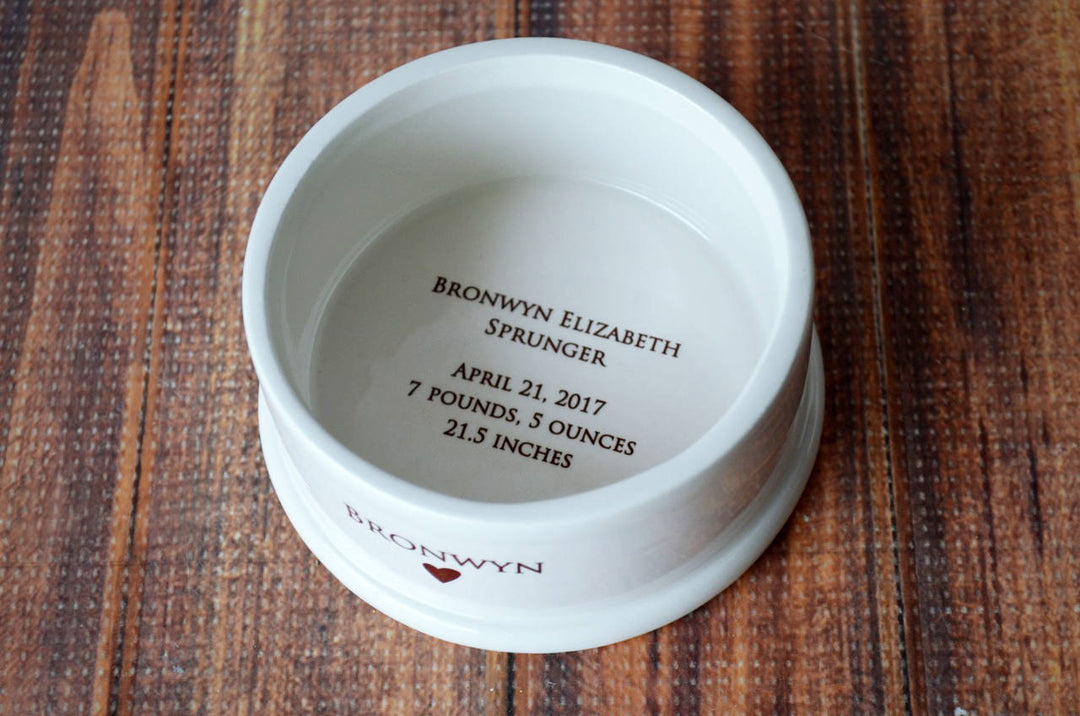 Bronwyn Elizabeth
Sprunger
April 21, 2017
7 pounds, 5 ounces
21.5 inches
Bronwyn